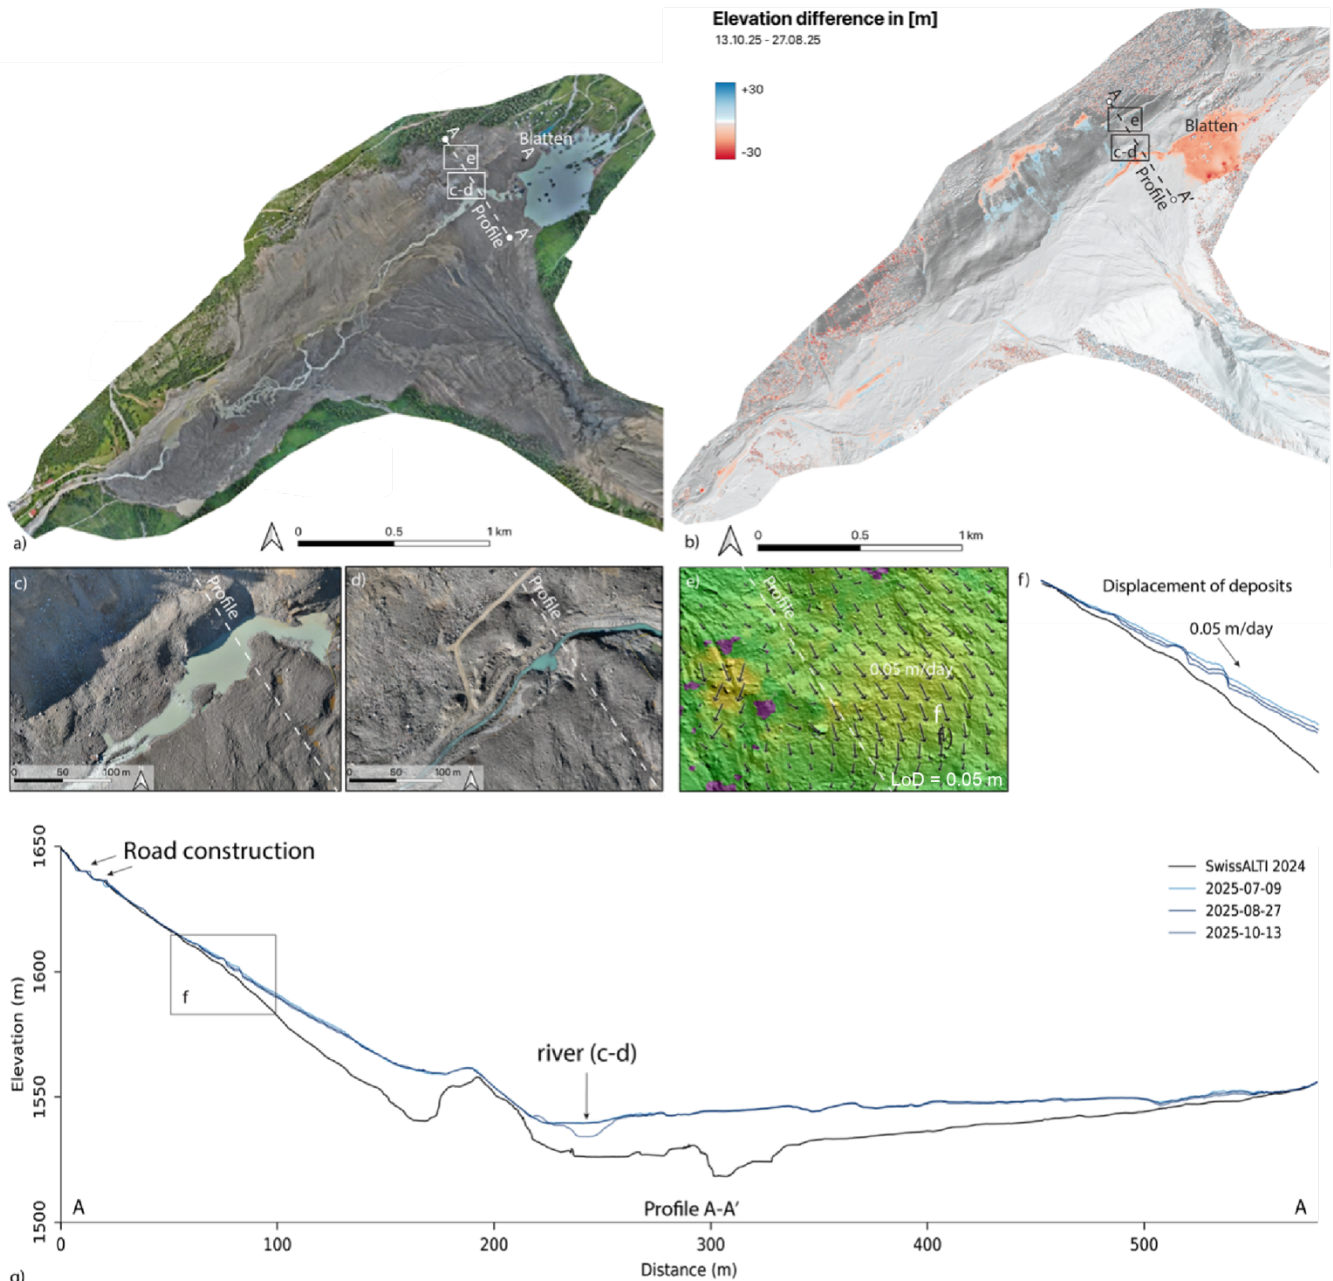 Elevation difference in [m]
13.10.25 - 27.08.25
+30
-30
A
Blatten
A
e
c-d
Profile
A'
A
e
Blatten
c-d
Profile
A'
0 0.5 1 km
a)
0 0.5 1 km
b)
c)
Profile
0 50 100 m
d)
Profile
0 50 100 m
e)
Profile
0.05 m/day
f
f)
LoD = 0.05 m
f)
Displacement of deposits
0.05 m/day
Road construction
SwissALTI 2024
2025-07-09
2025-08-27
2025-10-13
f
river (c-d)
Elevation (m)
1650
1600
1550
1500
A
Profile A-A'
A
0 100 200 300 400 500
Distance (m)
g)